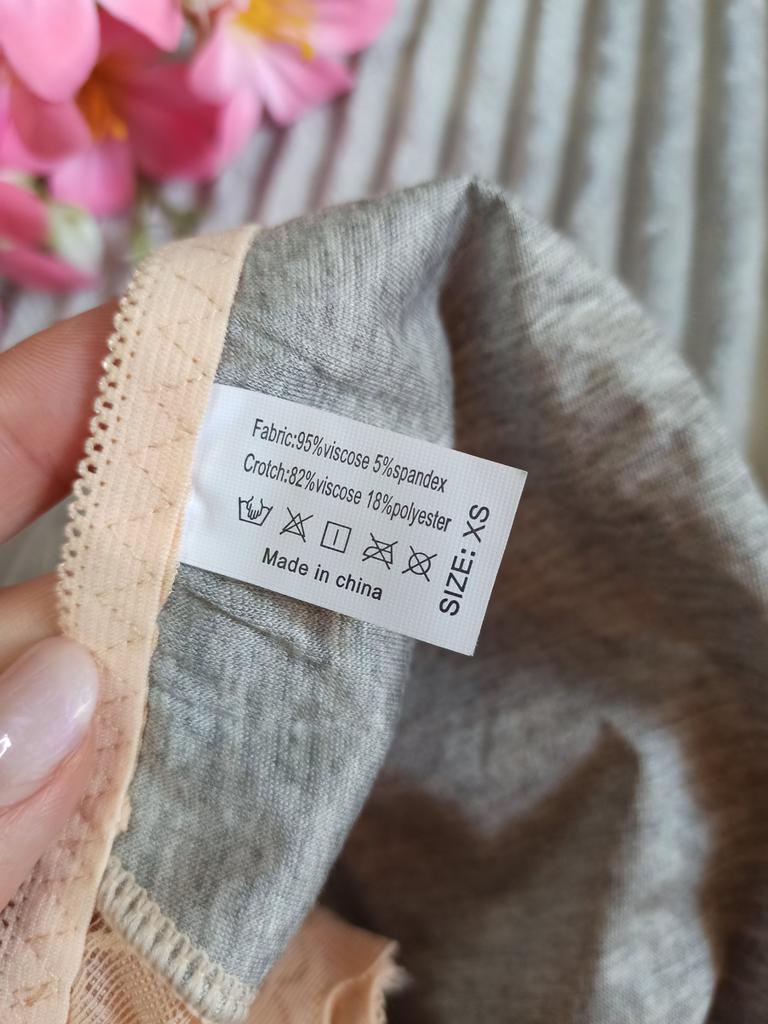 Fabric:95%viscose 5%spandex
Crotch:82%viscose 18%polyester
Made in china
SIZE: XS